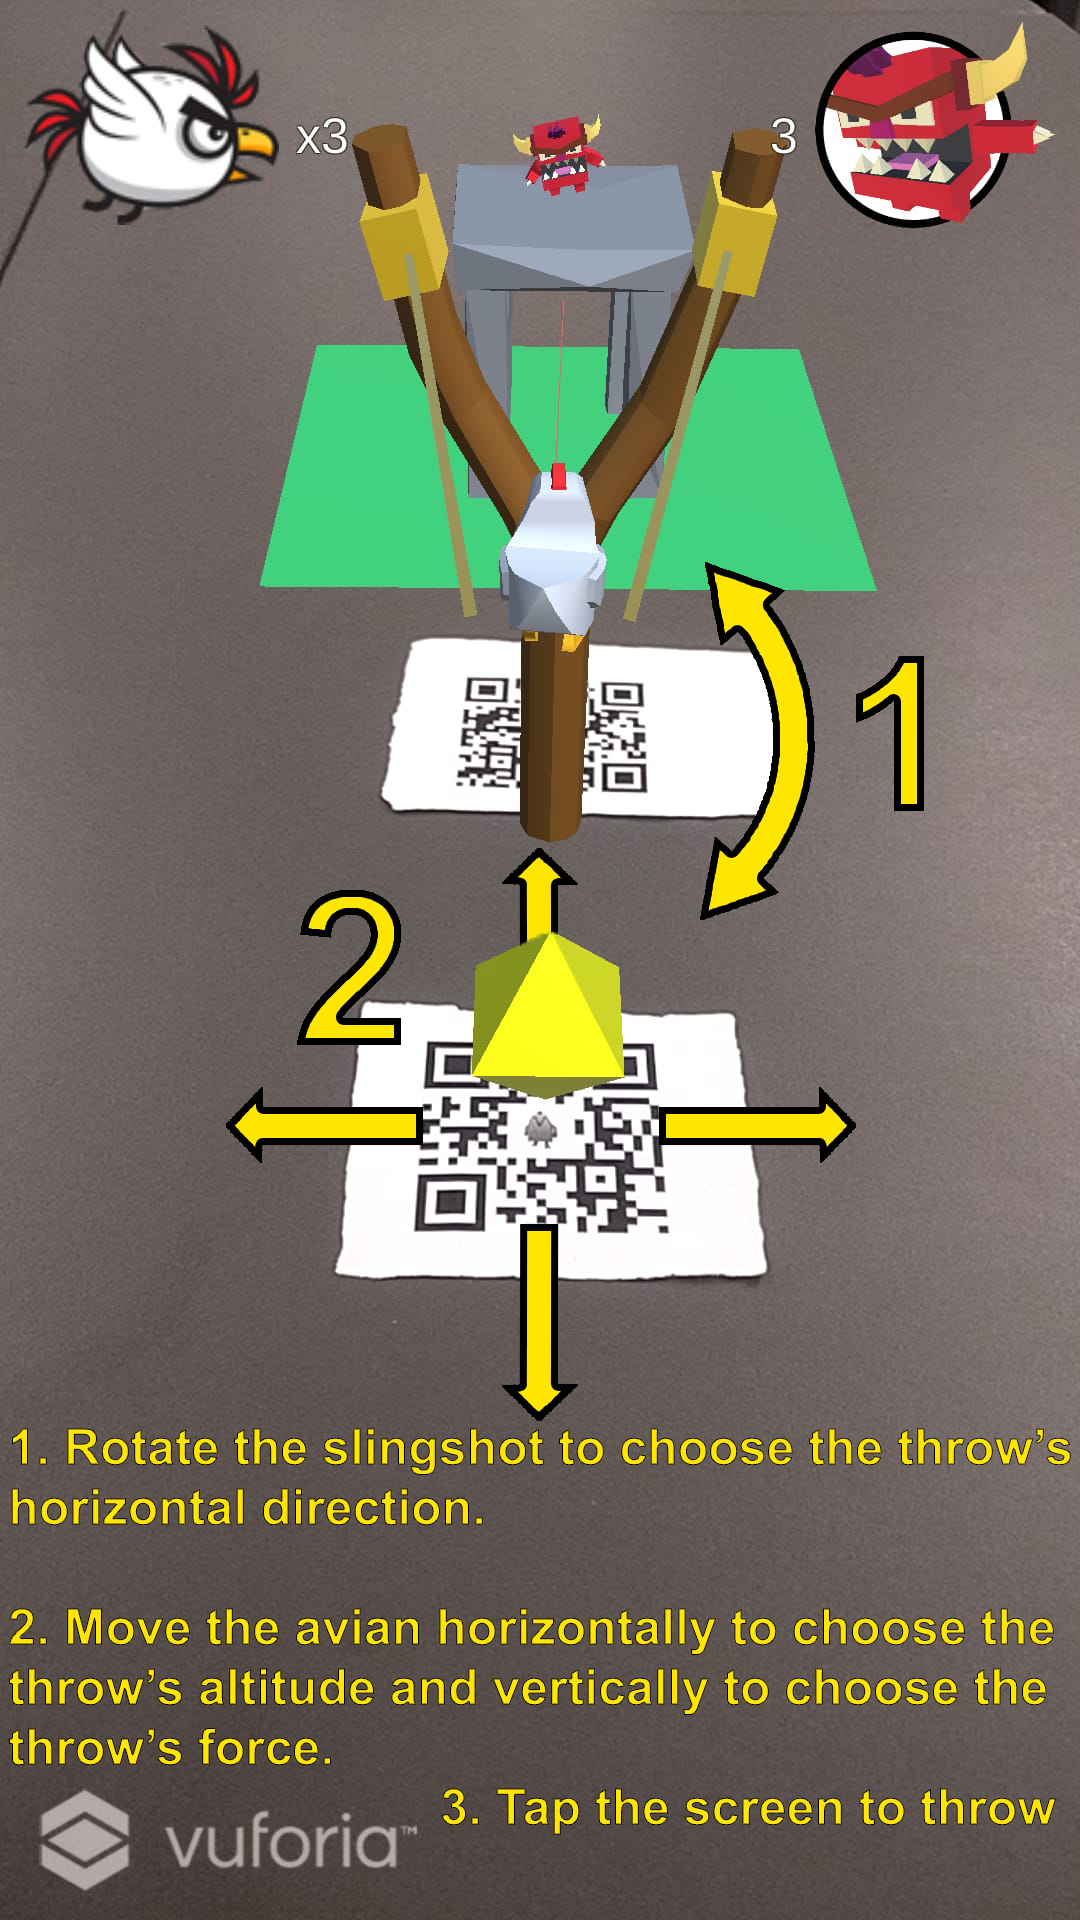 x3
3
1
2
1. Rotate the slingshot to choose the throw's
horizontal direction.
2. Move the avian horizontally to choose the
throw's altitude and vertically to choose the
throw's force.
3. Tap the screen to throw
vuforia™